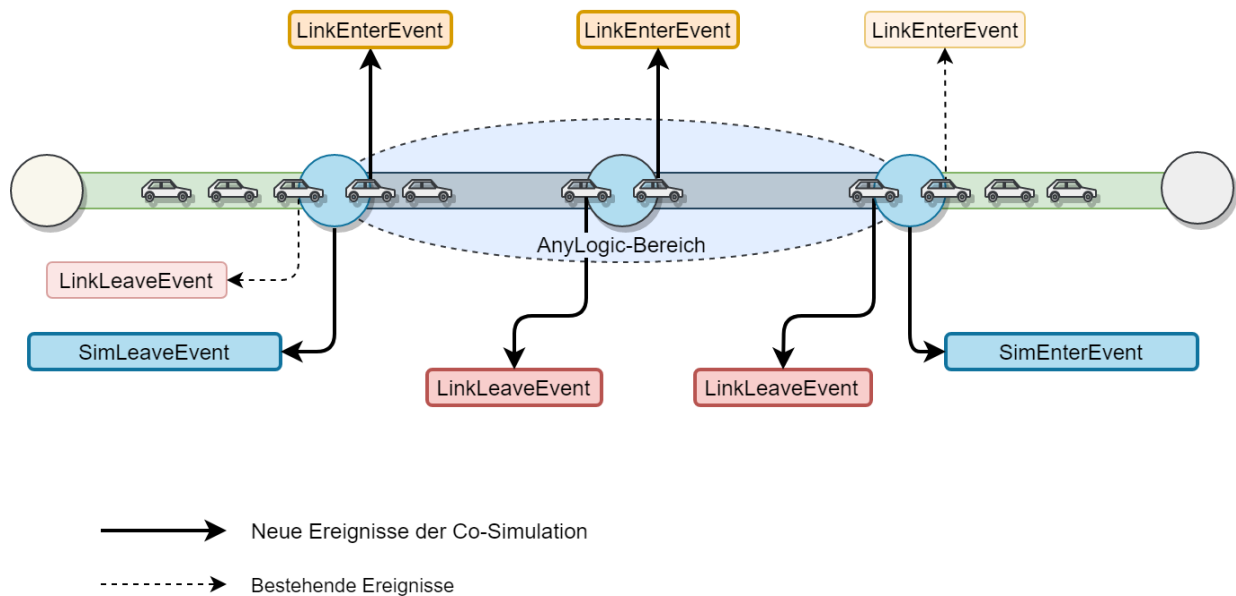 LinkEnterEvent
LinkEnterEvent
LinkEnterEvent
AnyLogic-Bereich
LinkLeaveEvent
SimLeaveEvent
SimEnterEvent
LinkLeaveEvent
LinkLeaveEvent
Neue Ereignisse der Co-Simulation
Bestehende Ereignisse